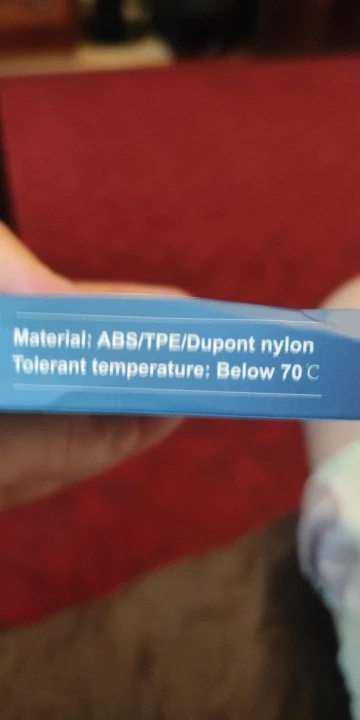 Material: ABS/TPE/Dupont nylon
Tolerant temperature: Below 70℃